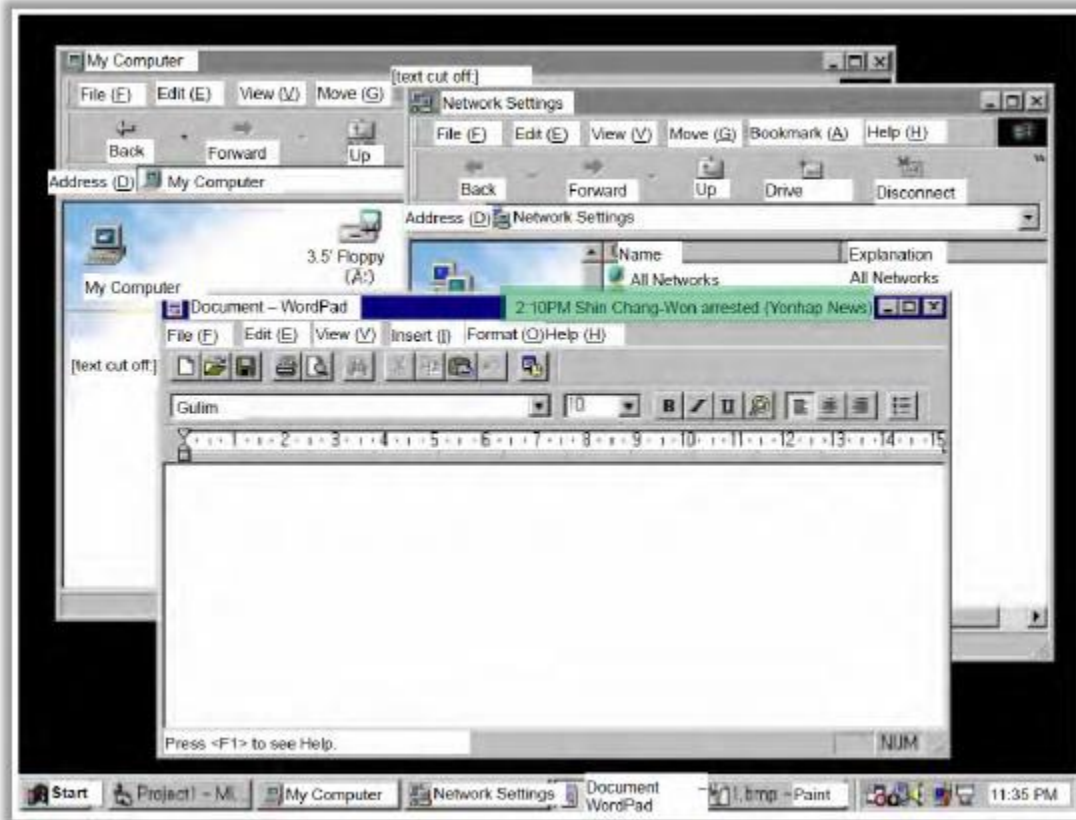 My Computer
[text cut off:]
File (F) Edit (E) View (V) Move (G)
Network Settings
File (F) Edit (E) View (V) Move (G) Bookmark (A) Help (H)
Back Forward Up
Back Forward Up Drive Disconnect
Address (D) My Computer
Address (D) Network Settings
3.5' Floppy
(A:)
My Computer
Name Explanation
All Networks All Networks
Document – WordPad 2:10PM Shin Chang-Won arrested (Yonhap News)
File (F) Edit (E) View (V) Insert (I) Format (O) Help (H)
[text cut off:]
Gulim 10 B I U
1 2 3 4 5 6 7 8 9 10 11 12 13 14 15
Press <F1> to see Help. NUM
Start Project1 - Mi. My Computer Network Settings Document – WordPad 1.bmp - Paint 11:35 PM